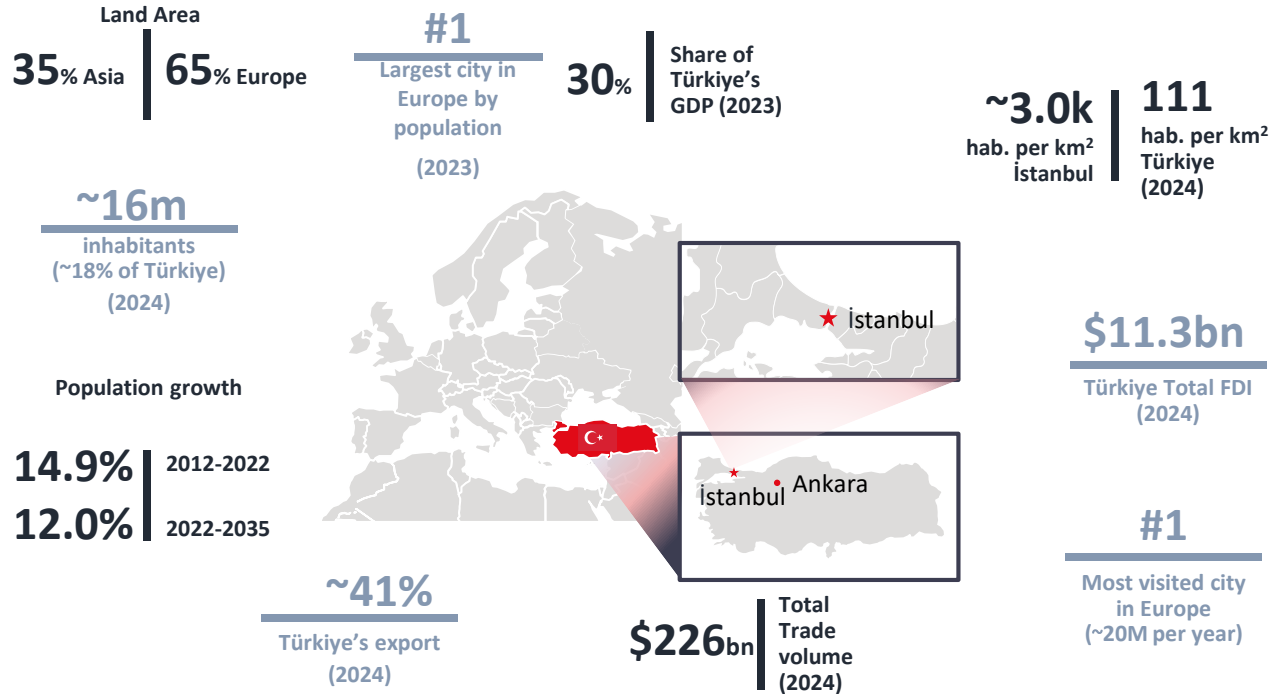 Land Area
35% Asia
65% Europe
#1
Largest city in
Europe by
population
(2023)
30%
Share of
Türkiye's
GDP (2023)
~3.0k
hab. per km²
İstanbul
111
hab. per km²
Türkiye
(2024)
~16m
inhabitants
(~18% of Türkiye)
(2024)
İstanbul
$11.3bn
Türkiye Total FDI
(2024)
Population growth
14.9%
2012-2022
12.0%
2022-2035
İstanbul
Ankara
#1
Most visited city
in Europe
(~20M per year)
~41%
Türkiye's export
(2024)
$226bn
Total
Trade
volume
(2024)